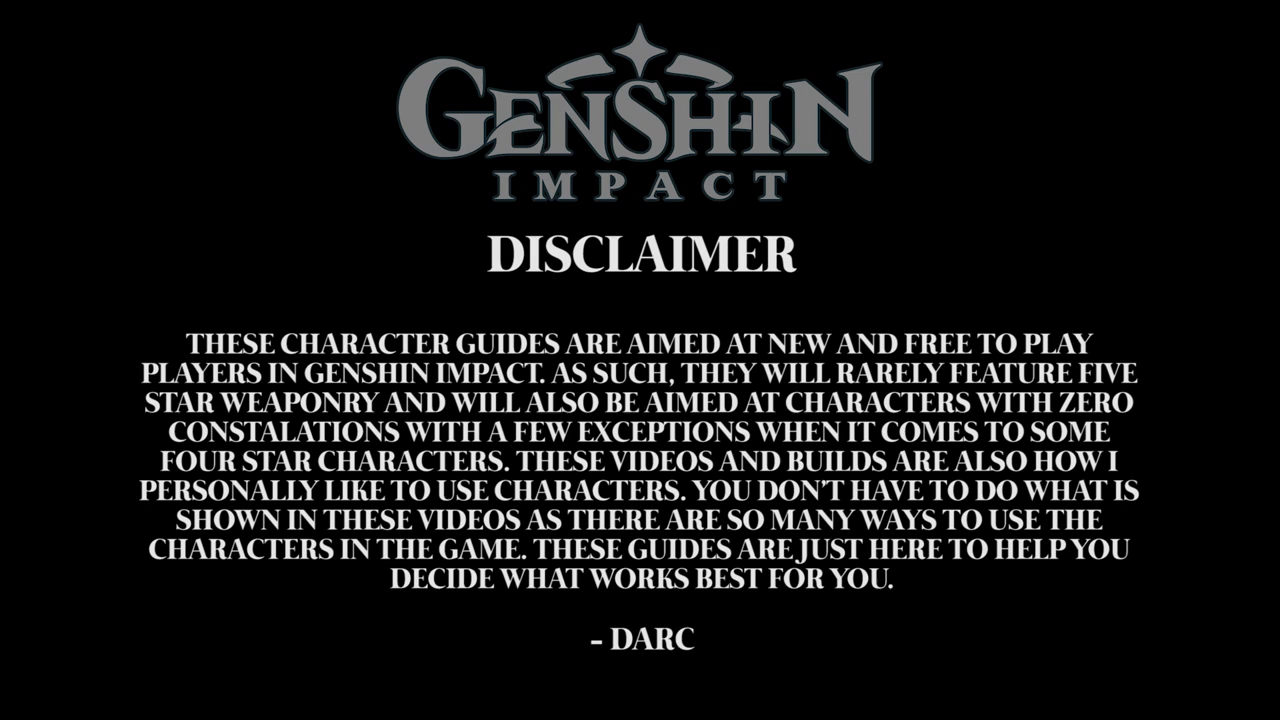 GENSHIN
IMPACT
DISCLAIMER
THESE CHARACTER GUIDES ARE AIMED AT NEW AND FREE TO PLAY
PLAYERS IN GENSHIN IMPACT. AS SUCH, THEY WILL RARELY FEATURE FIVE
STAR WEAPONRY AND WILL ALSO BE AIMED AT CHARACTERS WITH ZERO
CONSTALATIONS WITH A FEW EXCEPTIONS WHEN IT COMES TO SOME
FOUR STAR CHARACTERS. THESE VIDEOS AND BUILDS ARE ALSO HOW I
PERSONALLY LIKE TO USE CHARACTERS. YOU DON'T HAVE TO DO WHAT IS
SHOWN IN THESE VIDEOS AS THERE ARE SO MANY WAYS TO USE THE
CHARACTERS IN THE GAME. THESE GUIDES ARE JUST HERE TO HELP YOU
DECIDE WHAT WORKS BEST FOR YOU.
- DARC